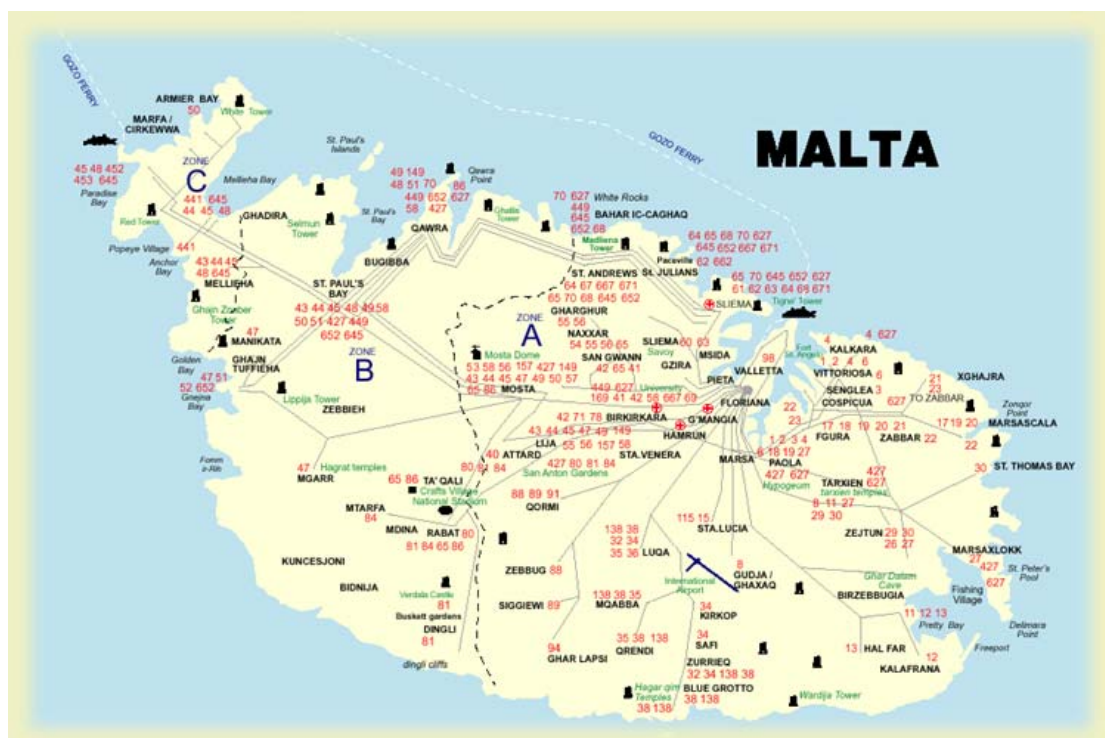 MALTA
GOZO FERRY
GOZO FERRY
ARMIER BAY
50
White Tower
MARFA /
CIRKEWWA
45 48 452
453 645
Paradise
Bay
ZONE
C
441 645
44 45 48
Red Tower
Mellieha Bay
GHADIRA
St. Paul's
Islands
Selmun
Tower
St. Paul's
Bay
49 149
48 51 70
86
449 652 627
58 427
Qawra
Point
QAWRA
Ghallis
Tower
BUGIBBA
Popeye Village
441
Anchor
Bay
43 44 45
48 645
MELLIEHA
Ghajn Znuber
Tower
47
MANIKATA
Golden
Bay
GHAJN
TUFFIEHA
47 51
52 652
Gnejna
Bay
Lippija Tower
ST. PAUL'S
BAY
43 44 45 48 49 58
50 51 427 449
652 645
ZONE
B
ZEBBIEH
Fomm
ir-Rih
47
MGARR
Hagrat temples
70 627
449
645
652 68
White Rocks
BAHAR IC-CAGHAQ
Madliena
Tower
Paceville
64 65 68 70 627
645 652 667 671
62 662
ST. ANDREWS
St. JULIANS
64 67 667 671
65 70 68 645 652
65 70 645 652 627
61 62 63 64 68 671
SLIEMA
Tigne' Tower
ZONE
A
GHARGHUR
55 56
NAXXAR
54 55 56 65
SAN GWANN
42 65 41
SLIEMA
60 63
Savoy
GZIRA
MSIDA
PIETA
VALLETTA
98
FLORIANA
Mosta Dome
53 58 56 157 427 149
43 44 45 47 49 50 57
65 86
MOSTA
449 627
University
169 41 42 58 667 69
BIRKIRKARA
G'MANGIA
HAMRUN
42 71 78
43 44 45 47 49 149
LIJA
55 56 157 58
40
ATTARD
STA.VENERA
427 80 81 84
San Anton Gardens
80 81 84
88 89 91
QORMI
65 86
TA' QALI
Crafts Village
National Stadium
MTARFA
84
MDINA
RABAT
80
81 84 65 86
KUNCESJONI
BIDNIJA
Verdala Castle
81
Buskett gardens
DINGLI
81
dingli cliffs
ZEBBUG
88
SIGGIEWI
89
94
GHAR LAPSI
138 38
32 34
35 36
LUQA
115 15
STA.LUCIA
MARSA
International
Airport
8
GUDJA /
GHAXAQ
138 38 35
MQABBA
34
KIRKOP
35 38 138
QRENDI
34
SAFI
ZURRIEQ
32 34 138 38
Hagar qim
Temples
38 138
BLUE GROTTO
38 138
Wardija Tower
Fort
St. Angelo
4
4 627
KALKARA
1 2 4 6
VITTORIOSA
6
SENGLEA
3
COSPICUA
627
TO ZABBAR
21
23
XGHAJRA
Zonqor
Point
17 19 20
MARSASCALA
22
22
23
17 18 19 20 21
FGURA
ZABBAR
22
1 2 3 4
6 18 19 27
PAOLA
427 627
Hypogeum
427
TARXIEN
627
tarxien temples
8 11 27
29 30
30
ST. THOMAS BAY
ZEJTUN
29 30
26 27
MARSAXLOKK
27
427
627
St. Peter's
Pool
Ghar Dalam
Cave
Fishing
Village
Delimara
Point
BIRZEBBUGIA
11 12 13
Pretty Bay
13
HAL FAR
12
KALAFRANA
Freeport